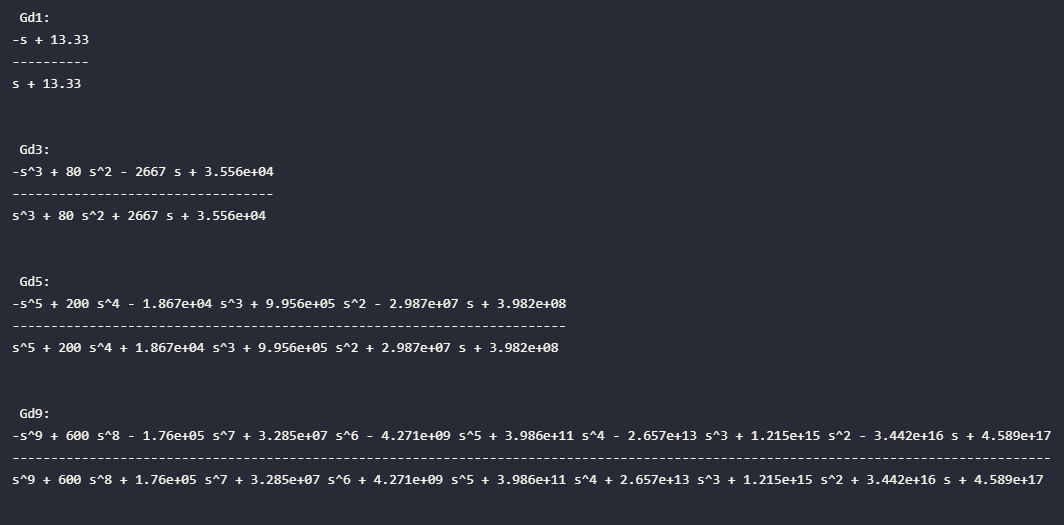 Gd1:
-s + 13.33
----------
s + 13.33
Gd3:
-s^3 + 80 s^2 - 2667 s + 3.556e+04
----------------------------------
s^3 + 80 s^2 + 2667 s + 3.556e+04
Gd5:
-s^5 + 200 s^4 - 1.867e+04 s^3 + 9.956e+05 s^2 - 2.987e+07 s + 3.982e+08
------------------------------------------------------------------------
s^5 + 200 s^4 + 1.867e+04 s^3 + 9.956e+05 s^2 + 2.987e+07 s + 3.982e+08
Gd9:
-s^9 + 600 s^8 - 1.76e+05 s^7 + 3.285e+07 s^6 - 4.271e+09 s^5 + 3.986e+11 s^4 - 2.657e+13 s^3 + 1.215e+15 s^2 - 3.442e+16 s + 4.589e+17
---------------------------------------------------------------------------------------------------------------------------------------
s^9 + 600 s^8 + 1.76e+05 s^7 + 3.285e+07 s^6 + 4.271e+09 s^5 + 3.986e+11 s^4 + 2.657e+13 s^3 + 1.215e+15 s^2 + 3.442e+16 s + 4.589e+17